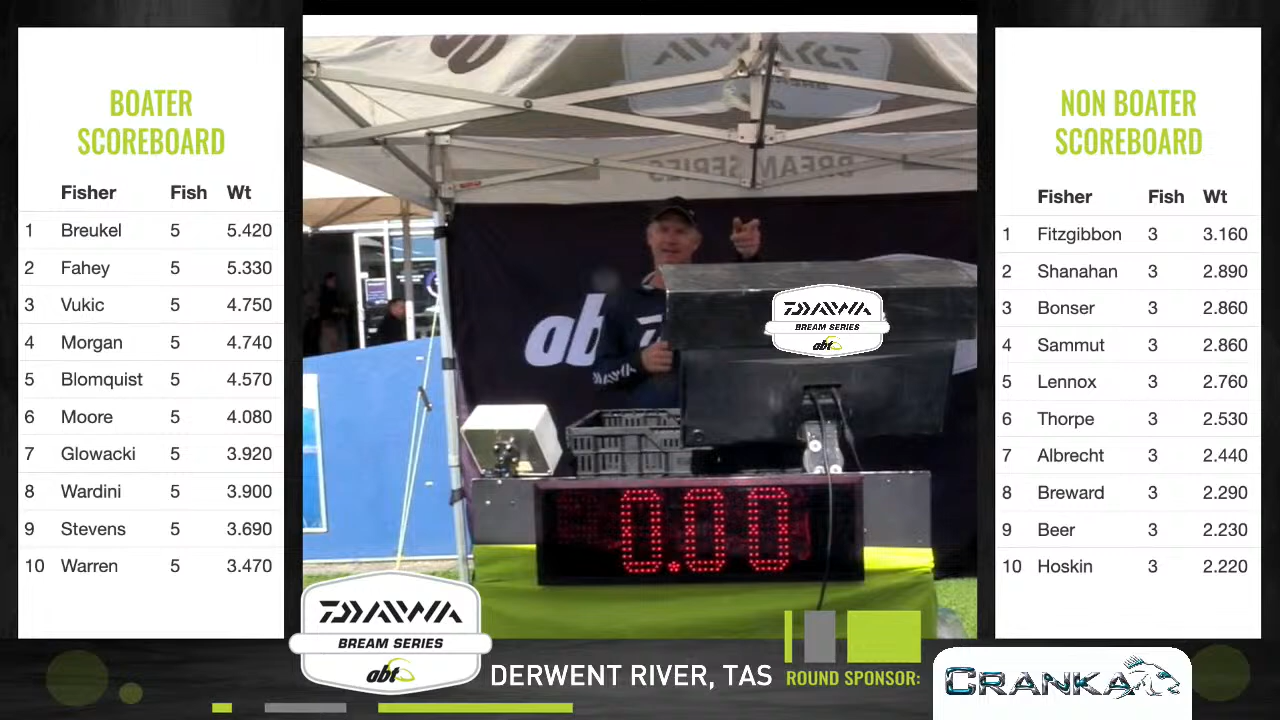 BOATER
SCOREBOARD
Fisher Fish Wt
1 Breukel 5 5.420
2 Fahey 5 5.330
3 Vukic 5 4.750
4 Morgan 5 4.740
5 Blomquist 5 4.570
6 Moore 5 4.080
7 Glowacki 5 3.920
8 Wardini 5 3.900
9 Stevens 5 3.690
10 Warren 5 3.470
BREAM SERIES
abt
DAIWA
DAIWA
BREAM SERIES
abt
0.00
DAIWA
BREAM SERIES
abt
DERWENT RIVER, TAS
ROUND SPONSOR:
CRANKA
NON BOATER
SCOREBOARD
Fisher Fish Wt
1 Fitzgibbon 3 3.160
2 Shanahan 3 2.890
3 Bonser 3 2.860
4 Sammut 3 2.860
5 Lennox 3 2.760
6 Thorpe 3 2.530
7 Albrecht 3 2.440
8 Breward 3 2.290
9 Beer 3 2.230
10 Hoskin 3 2.220